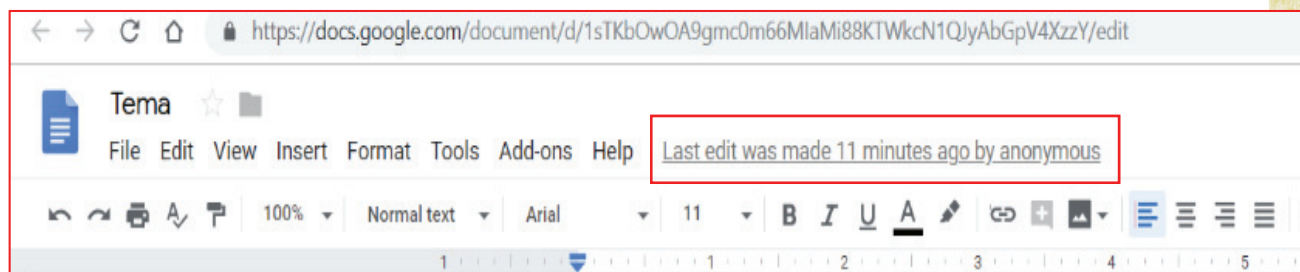 https://docs.google.com/document/d/1sTKbOwOA9gmc0m66MIaMi88KTWkcN1QJyAbGpV4XzzY/edit
Tema
File Edit View Insert Format Tools Add-ons Help Last edit was made 11 minutes ago by anonymous
100% Normal text Arial 11 B I U A
1 1 2 3 4 5